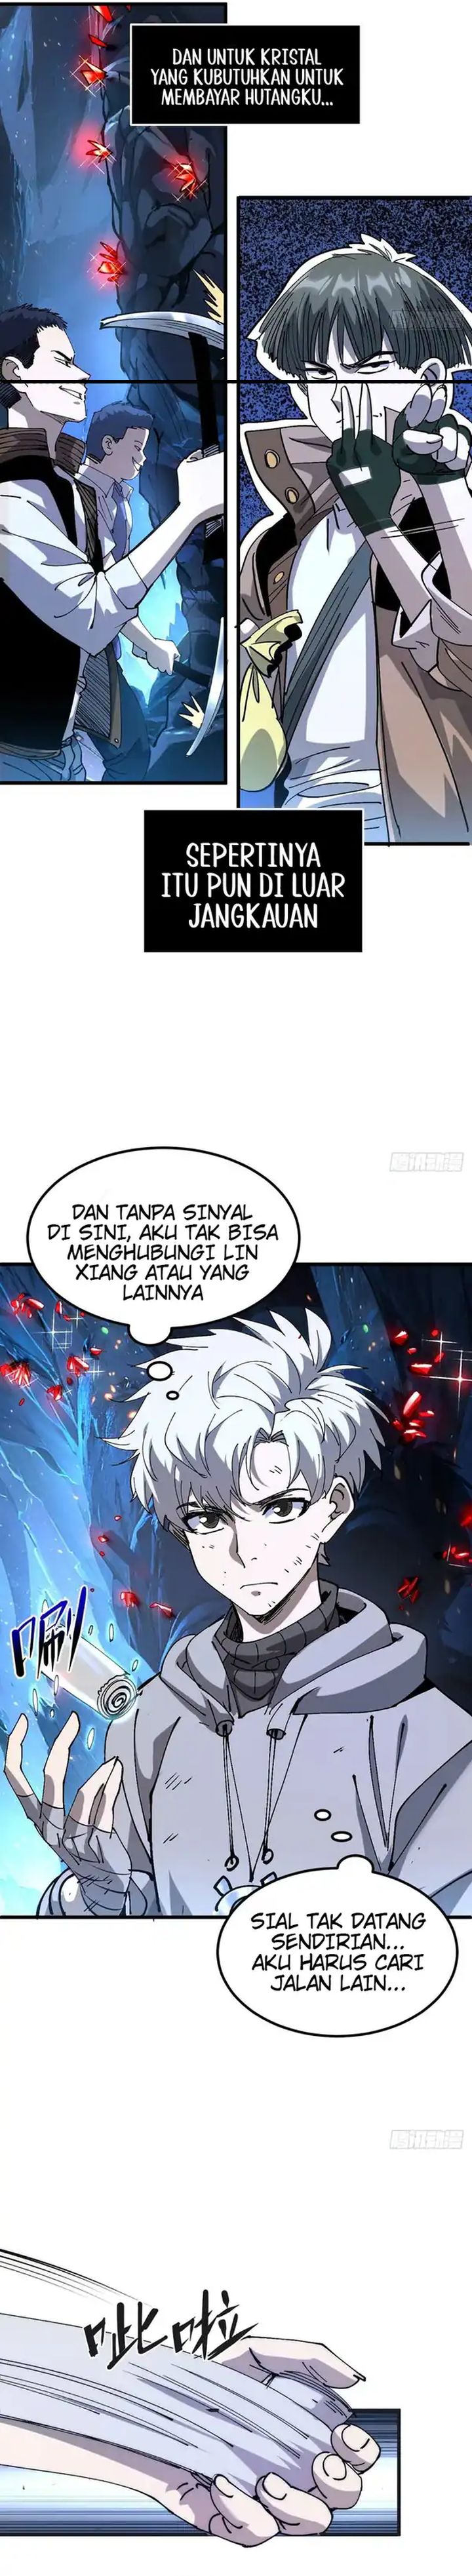 DAN UNTUK KRISTAL
YANG KUBUTUHKAN UNTUK
MEMBAYAR HUTANGKU...
SEPERTINYA
ITU PUN DI LUAR
JANGKAUAN
DAN TANPA SINYAL
DI SINI, AKU TAK BISA
MENGHUBUNGI LIN
XIANG ATAU YANG
LAINNYA
唰
SIAL TAK DATANG
SENDIRIAN...
AKU HARUS CARI
JALAN LAIN...
呲啦